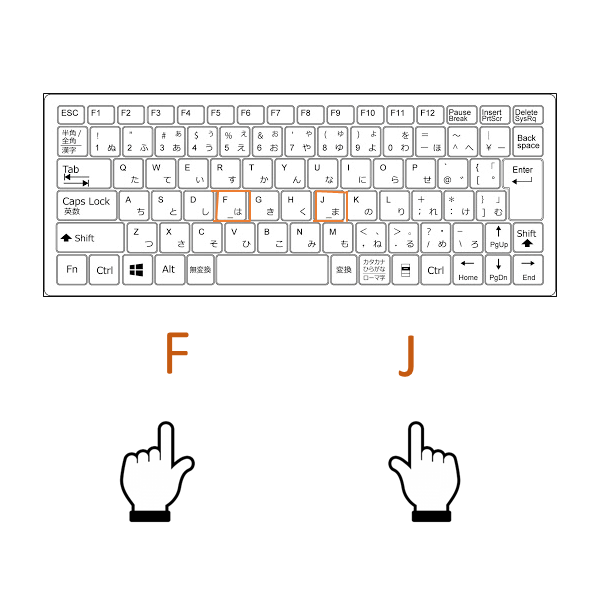 ESC F1 F2 F3 F4 F5 F6 F7 F8 F9 F10 F11 F12 Pause Break Insert PrtScr Delete SysRq
半角/全角 漢字 ! 1 ぬ " 2 ふ # ぁ 3 あ $ ぅ 4 う % ぇ 5 え & ぉ 6 お ' ゃ 7 や ( ゅ 8 ゆ ) ょ 9 よ を 0 わ = - ほ ~ ^ へ | ¥ ー Back space
Tab Q た W て E い R す T か Y ん U な I に O ら P せ ` @ ゛ { 「 [ ゜ Enter
Caps Lock 英数 A ち S と D し F _ は G き H く J _ ま K の L り + ; れ * : け } 」 ] む
Shift Z つ X さ C そ V ひ B こ N み M も < 、 , ね > 。 . る ? ・ / め _ \ ろ ↑ PgUp Shift
Fn Ctrl Alt 無変換 変換 カタカナ ひらがな ローマ字 Ctrl ← Home ↓ PgDn → End
F J